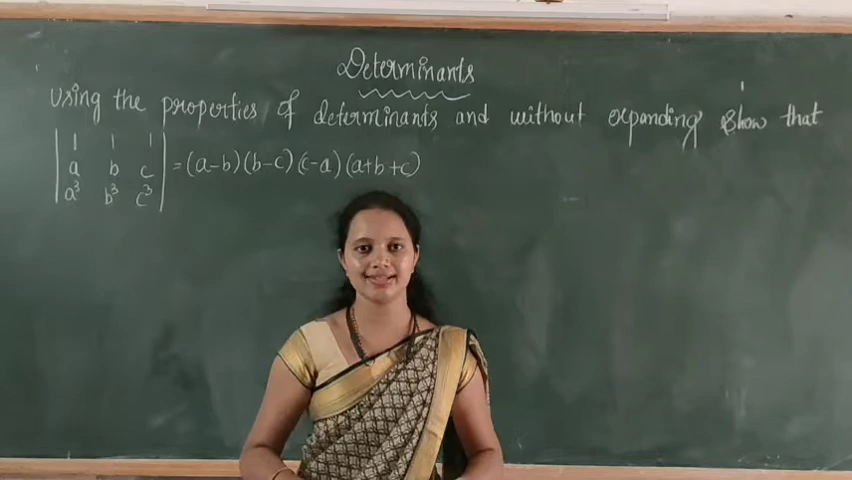 Determinants
Using the properties of determinants and without expanding show that
| 1 1 1 |
| a b c | = (a-b)(b-c)(c-a)(a+b+c)
| a³ b³ c³ |